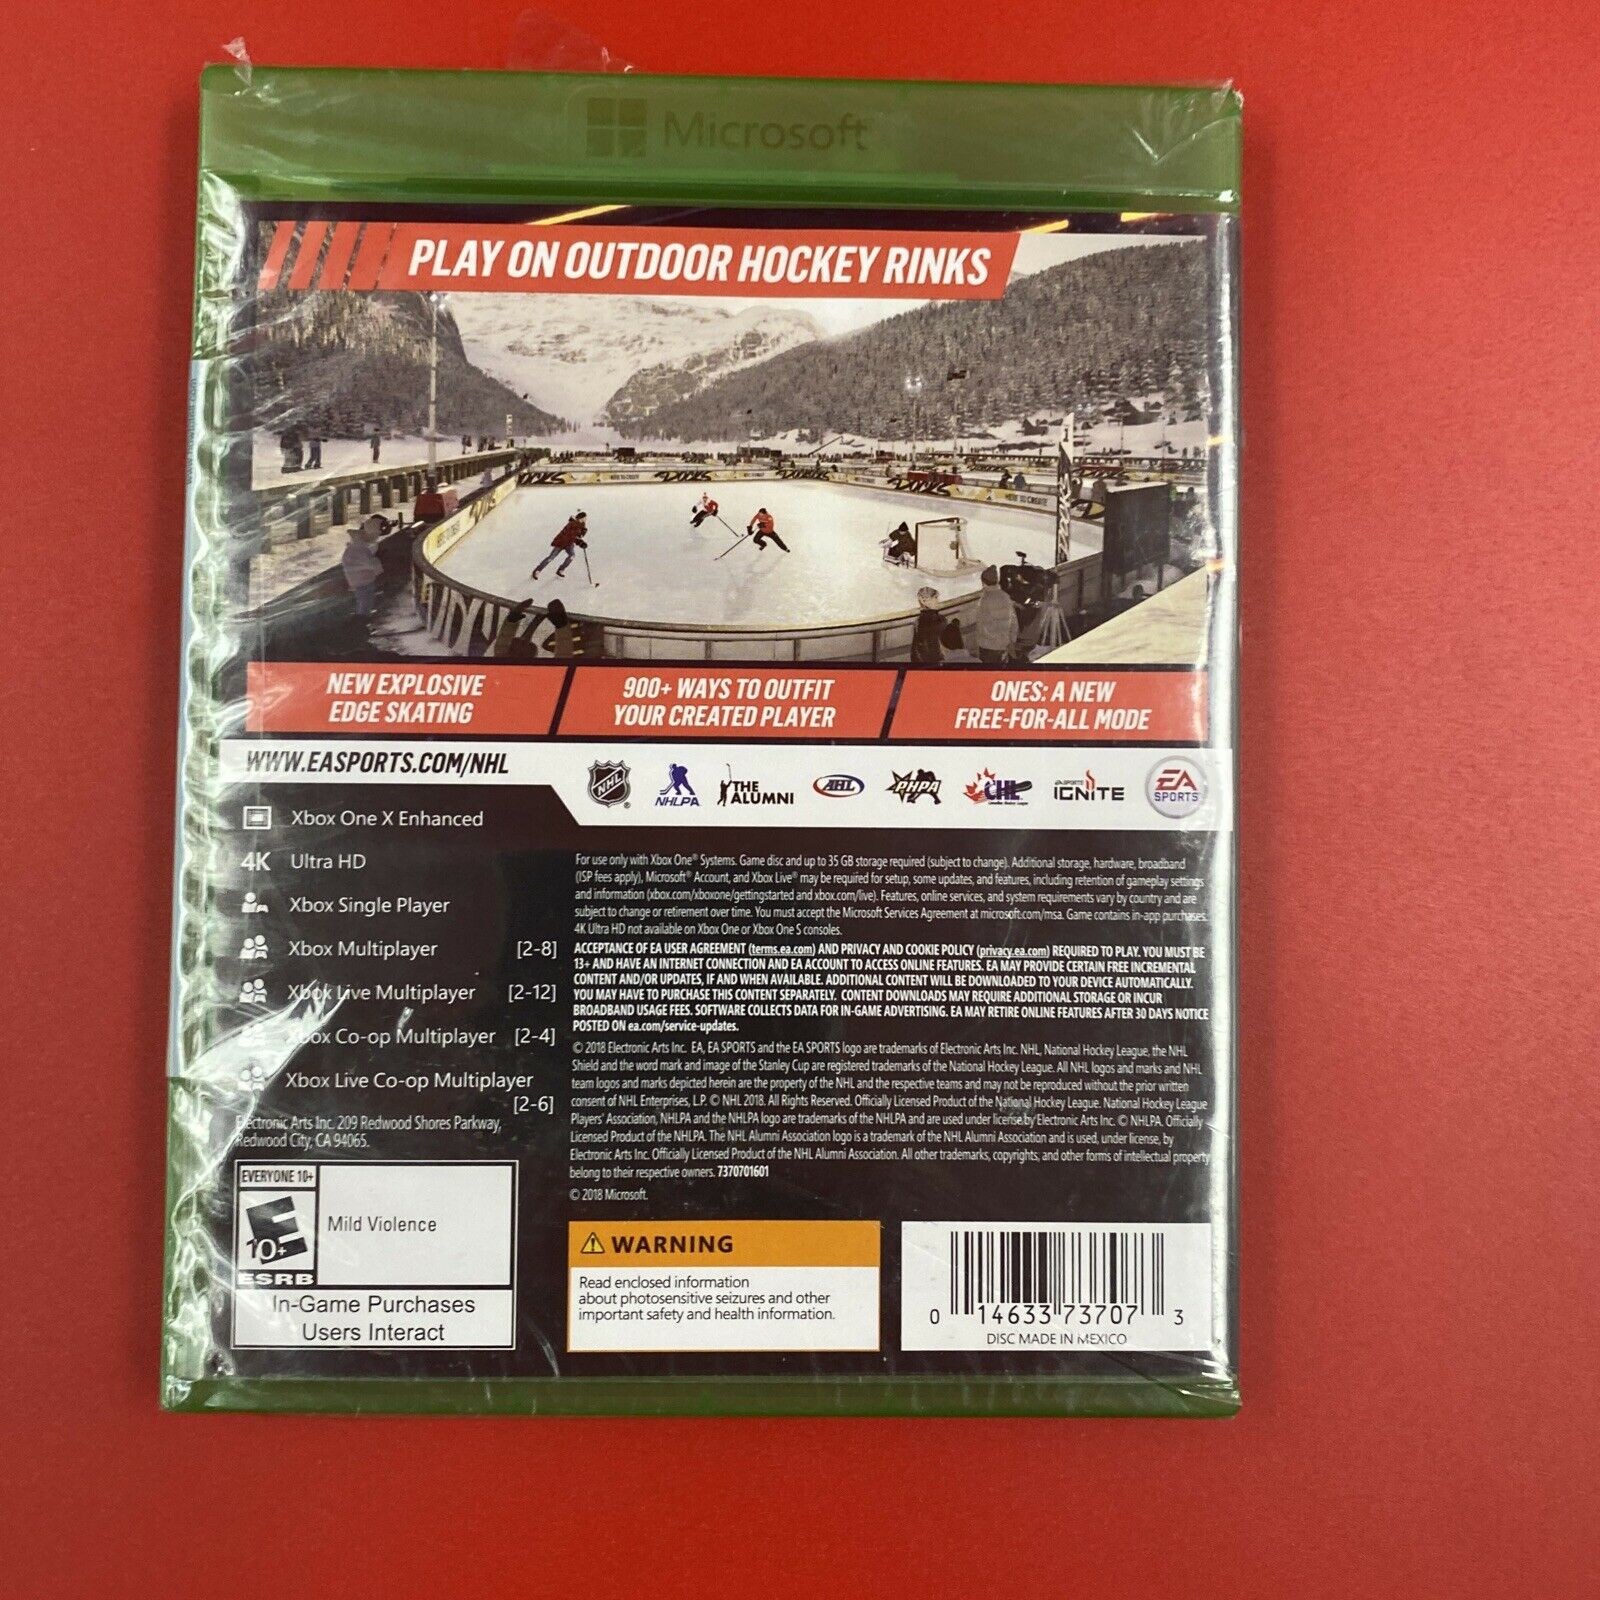 Microsoft
PLAY ON OUTDOOR HOCKEY RINKS
NEW EXPLOSIVE
EDGE SKATING
900+ WAYS TO OUTFIT
YOUR CREATED PLAYER
ONES: A NEW
FREE-FOR-ALL MODE
WWW.EASPORTS.COM/NHL
NHL
NHLPA
THE
ALUMNI
AHL
PHPA
CHL
EA SPORTS
IGNITE
EA
SPORTS
Xbox One X Enhanced
4K Ultra HD
Xbox Single Player
Xbox Multiplayer [2-8]
Xbox Live Multiplayer [2-12]
Xbox Co-op Multiplayer [2-4]
Xbox Live Co-op Multiplayer
[2-6]
Electronic Arts Inc. 209 Redwood Shores Parkway,
Redwood City, CA 94065.
For use only with Xbox One® Systems. Game disc and up to 35 GB storage required (subject to change). Additional storage, hardware, broadband
(ISP fees apply), Microsoft® Account, and Xbox Live® may be required for setup, some updates, and features, including retention of gameplay settings
and information (xbox.com/xboxone/gettingstarted and xbox.com/live). Features, online services, and system requirements vary by country and are
subject to change or retirement over time. You must accept the Microsoft Services Agreement at microsoft.com/msa. Game contains in-app purchases.
4K Ultra HD not available on Xbox One or Xbox One S consoles.
ACCEPTANCE OF EA USER AGREEMENT (terms.ea.com) AND PRIVACY AND COOKIE POLICY (privacy.ea.com) REQUIRED TO PLAY. YOU MUST BE
13+ AND HAVE AN INTERNET CONNECTION AND EA ACCOUNT TO ACCESS ONLINE FEATURES. EA MAY PROVIDE CERTAIN FREE INCREMENTAL
CONTENT AND/OR UPDATES, IF AND WHEN AVAILABLE. ADDITIONAL CONTENT WILL BE DOWNLOADED TO YOUR DEVICE AUTOMATICALLY.
YOU MAY HAVE TO PURCHASE THIS CONTENT SEPARATELY. CONTENT DOWNLOADS MAY REQUIRE ADDITIONAL STORAGE OR INCUR
BROADBAND USAGE FEES. SOFTWARE COLLECTS DATA FOR IN-GAME ADVERTISING. EA MAY RETIRE ONLINE FEATURES AFTER 30 DAYS NOTICE
POSTED ON ea.com/service-updates.
© 2018 Electronic Arts Inc. EA, EA SPORTS and the EA SPORTS logo are trademarks of Electronic Arts Inc. NHL, National Hockey League, the NHL
Shield and the word mark and image of the Stanley Cup are registered trademarks of the National Hockey League. All NHL logos and marks and NHL
team logos and marks depicted herein are the property of the NHL and the respective teams and may not be reproduced without the prior written
consent of NHL Enterprises, L.P. © NHL 2018. All Rights Reserved. Officially Licensed Product of the National Hockey League. National Hockey League
Players' Association, NHLPA and the NHLPA logo are trademarks of the NHLPA and are used under license by Electronic Arts Inc. © NHLPA. Officially
Licensed Product of the NHLPA. The NHL Alumni Association logo is a trademark of the NHL Alumni Association and is used, under license, by
Electronic Arts Inc. Officially Licensed Product of the NHL Alumni Association. All other trademarks, copyrights, and other forms of intellectual property
belong to their respective owners. 7370701601
© 2018 Microsoft.
EVERYONE 10+
10+
ESRB
Mild Violence
In-Game Purchases
Users Interact
WARNING
Read enclosed information
about photosensitive seizures and other
important safety and health information.
0 14633 73707 3
DISC MADE IN MEXICO